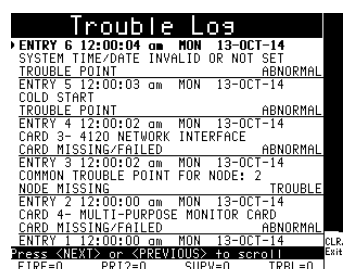 Trouble Log
ENTRY 6 12:00:04 am MON 13-OCT-14
SYSTEM TIME/DATE INVALID OR NOT SET
TROUBLE POINT ABNORMAL
ENTRY 5 12:00:03 am MON 13-OCT-14
COLD START
TROUBLE POINT ABNORMAL
ENTRY 4 12:00:02 am MON 13-OCT-14
CARD 3- 4120 NETWORK INTERFACE
CARD MISSING/FAILED ABNORMAL
ENTRY 3 12:00:02 am MON 13-OCT-14
COMMON TROUBLE POINT FOR NODE: 2
NODE MISSING TROUBLE
ENTRY 2 12:00:00 am MON 13-OCT-14
CARD 4- MULTI-PURPOSE MONITOR CARD
CARD MISSING/FAILED ABNORMAL
ENTRY 1 12:00:00 am MON 13-OCT-14
Press <NEXT> or <PREVIOUS> to scroll
FIRE=0 PRI2=0 SUPV=0 TRBL=0
CLR.
Exit